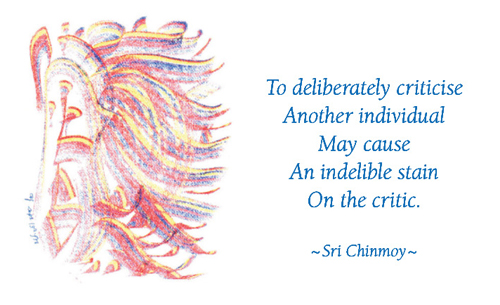 To deliberately criticise
Another individual
May cause
An indelible stain
On the critic.
~Sri Chinmoy~